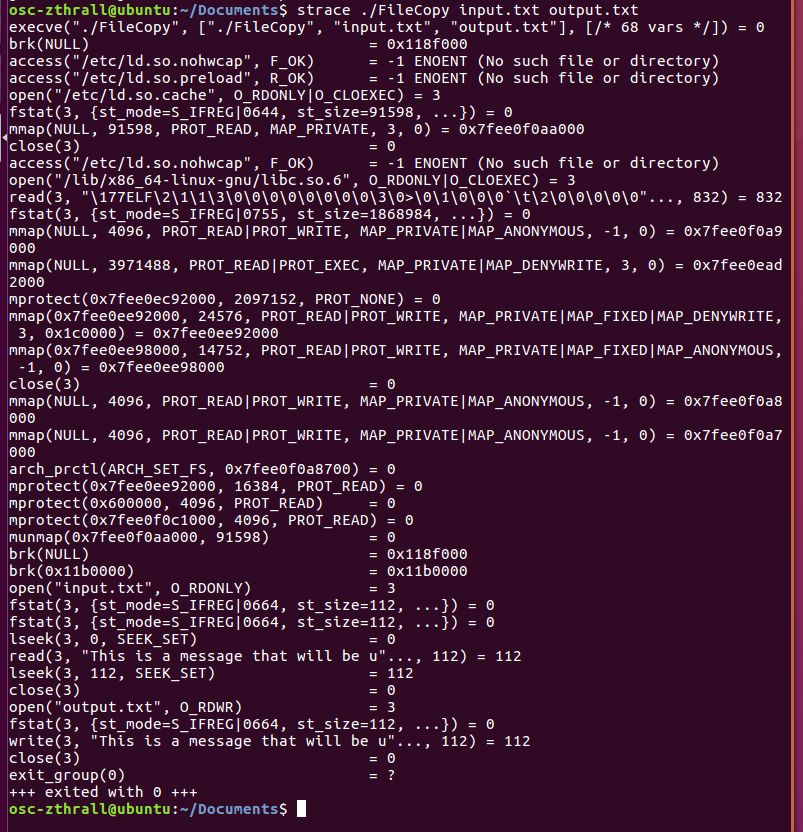 osc-zthrall@ubuntu:~/Documents$ strace ./FileCopy input.txt output.txt
execve("./FileCopy", ["./FileCopy", "input.txt", "output.txt"], [/* 68 vars */]) = 0
brk(NULL)                               = 0x118f000
access("/etc/ld.so.nohwcap", F_OK)      = -1 ENOENT (No such file or directory)
access("/etc/ld.so.preload", R_OK)      = -1 ENOENT (No such file or directory)
open("/etc/ld.so.cache", O_RDONLY|O_CLOEXEC) = 3
fstat(3, {st_mode=S_IFREG|0644, st_size=91598, ...}) = 0
mmap(NULL, 91598, PROT_READ, MAP_PRIVATE, 3, 0) = 0x7fee0f0aa000
close(3)                                = 0
access("/etc/ld.so.nohwcap", F_OK)      = -1 ENOENT (No such file or directory)
open("/lib/x86_64-linux-gnu/libc.so.6", O_RDONLY|O_CLOEXEC) = 3
read(3, "\177ELF\2\1\1\3\0\0\0\0\0\0\0\0\3\0>\0\1\0\0\0`\t\2\0\0\0\0\0"..., 832) = 832
fstat(3, {st_mode=S_IFREG|0755, st_size=1868984, ...}) = 0
mmap(NULL, 4096, PROT_READ|PROT_WRITE, MAP_PRIVATE|MAP_ANONYMOUS, -1, 0) = 0x7fee0f0a9
000
mmap(NULL, 3971488, PROT_READ|PROT_EXEC, MAP_PRIVATE|MAP_DENYWRITE, 3, 0) = 0x7fee0ead
2000
mprotect(0x7fee0ec92000, 2097152, PROT_NONE) = 0
mmap(0x7fee0ee92000, 24576, PROT_READ|PROT_WRITE, MAP_PRIVATE|MAP_FIXED|MAP_DENYWRITE,
 3, 0x1c0000) = 0x7fee0ee92000
mmap(0x7fee0ee98000, 14752, PROT_READ|PROT_WRITE, MAP_PRIVATE|MAP_FIXED|MAP_ANONYMOUS,
 -1, 0) = 0x7fee0ee98000
close(3)                                = 0
mmap(NULL, 4096, PROT_READ|PROT_WRITE, MAP_PRIVATE|MAP_ANONYMOUS, -1, 0) = 0x7fee0f0a8
000
mmap(NULL, 4096, PROT_READ|PROT_WRITE, MAP_PRIVATE|MAP_ANONYMOUS, -1, 0) = 0x7fee0f0a7
000
arch_prctl(ARCH_SET_FS, 0x7fee0f0a8700) = 0
mprotect(0x7fee0ee92000, 16384, PROT_READ) = 0
mprotect(0x600000, 4096, PROT_READ)     = 0
mprotect(0x7fee0f0c1000, 4096, PROT_READ) = 0
munmap(0x7fee0f0aa000, 91598)           = 0
brk(NULL)                               = 0x118f000
brk(0x11b0000)                          = 0x11b0000
open("input.txt", O_RDONLY)             = 3
fstat(3, {st_mode=S_IFREG|0664, st_size=112, ...}) = 0
fstat(3, {st_mode=S_IFREG|0664, st_size=112, ...}) = 0
lseek(3, 0, SEEK_SET)                   = 0
read(3, "This is a message that will be u"..., 112) = 112
lseek(3, 112, SEEK_SET)                 = 112
close(3)                                = 0
open("output.txt", O_RDWR)              = 3
fstat(3, {st_mode=S_IFREG|0664, st_size=112, ...}) = 0
write(3, "This is a message that will be u"..., 112) = 112
close(3)                                = 0
exit_group(0)                           = ?
+++ exited with 0 +++
osc-zthrall@ubuntu:~/Documents$